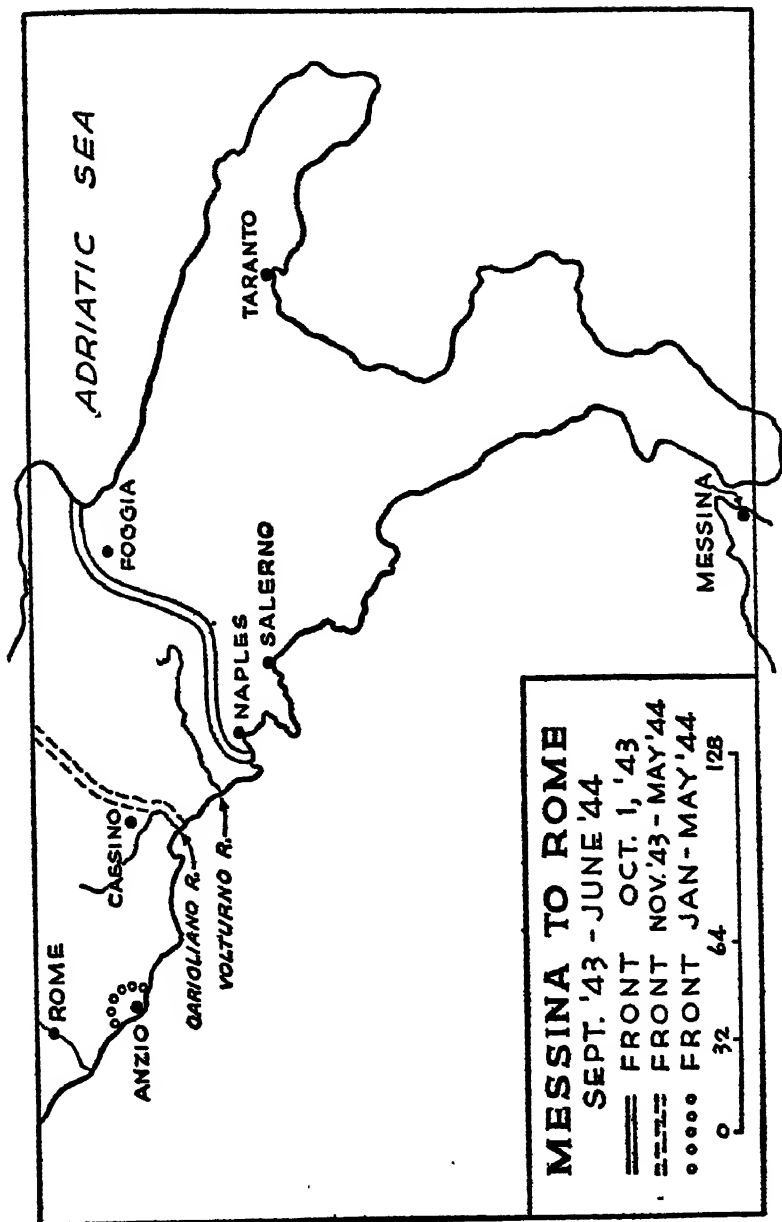 ADRIATIC SEA
ROME
ANZIO
CASSINO
GARIGLIANO R.
VOLTURNO R.
FOGGIA
NAPLES
SALERNO
TARANTO
MESSINA
MESSINA TO ROME
SEPT. '43 - JUNE '44
FRONT OCT. 1, '43
FRONT NOV. '43 - MAY '44
FRONT JAN - MAY '44
0 32 64 128